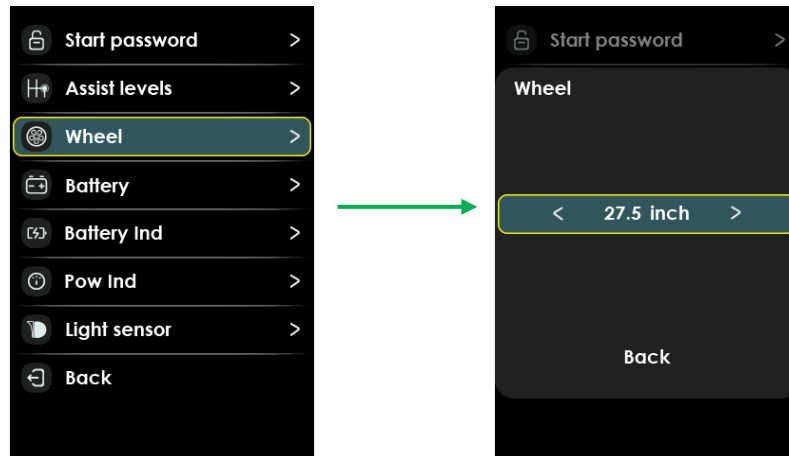 Start password >
Assist levels >
Wheel >
Battery >
Battery Ind >
Pow Ind >
Light sensor >
Back
Start password >
Wheel
< 27.5 inch >
Back